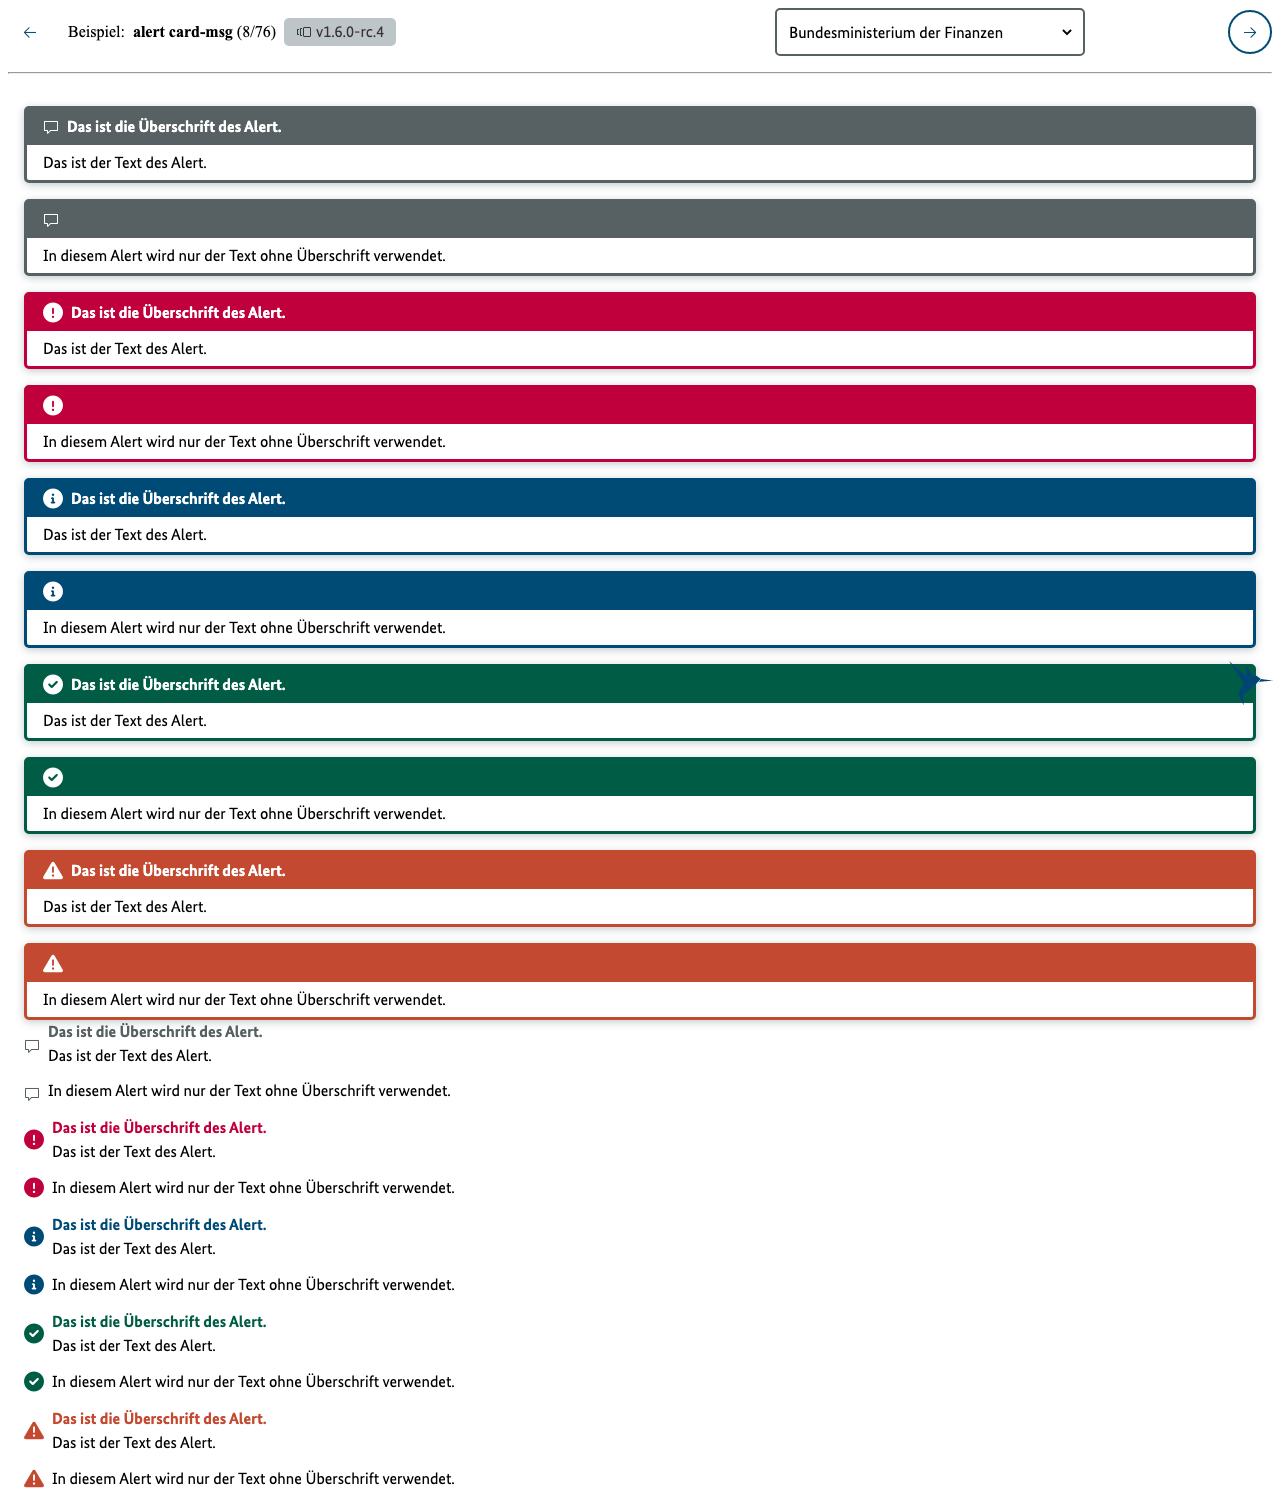 Beispiel: alert card-msg (8/76) v1.6.0-rc.4 Bundesministerium der Finanzen
Das ist die Überschrift des Alert.
Das ist der Text des Alert.
In diesem Alert wird nur der Text ohne Überschrift verwendet.
Das ist die Überschrift des Alert.
Das ist der Text des Alert.
In diesem Alert wird nur der Text ohne Überschrift verwendet.
Das ist die Überschrift des Alert.
Das ist der Text des Alert.
In diesem Alert wird nur der Text ohne Überschrift verwendet.
Das ist die Überschrift des Alert.
Das ist der Text des Alert.
In diesem Alert wird nur der Text ohne Überschrift verwendet.
Das ist die Überschrift des Alert.
Das ist der Text des Alert.
In diesem Alert wird nur der Text ohne Überschrift verwendet.
Das ist die Überschrift des Alert.
Das ist der Text des Alert.
In diesem Alert wird nur der Text ohne Überschrift verwendet.
Das ist die Überschrift des Alert.
Das ist der Text des Alert.
In diesem Alert wird nur der Text ohne Überschrift verwendet.
Das ist die Überschrift des Alert.
Das ist der Text des Alert.
In diesem Alert wird nur der Text ohne Überschrift verwendet.
Das ist die Überschrift des Alert.
Das ist der Text des Alert.
In diesem Alert wird nur der Text ohne Überschrift verwendet.
Das ist die Überschrift des Alert.
Das ist der Text des Alert.
In diesem Alert wird nur der Text ohne Überschrift verwendet.